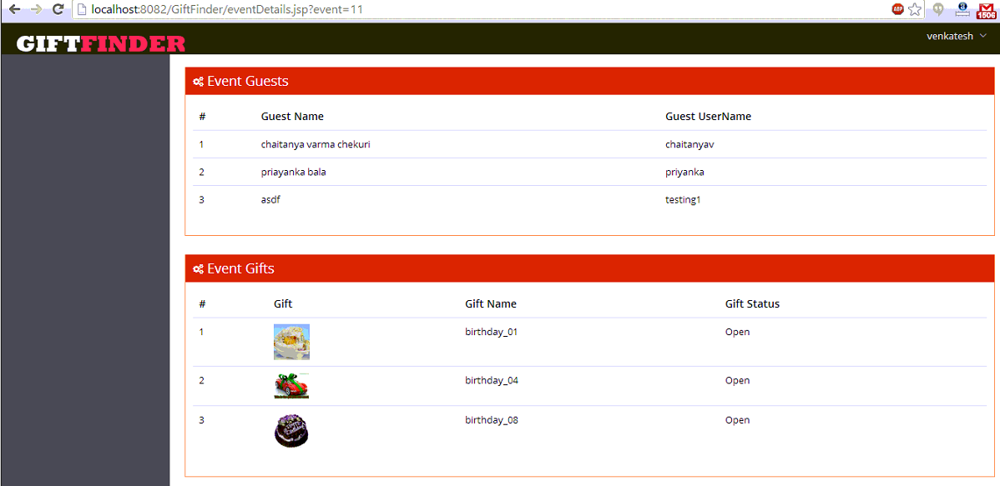 localhost:8082/GiftFinder/eventDetails.jsp?event=11
ABP
a
1506
GIFTFINDER
venkatesh
Event Guests
# Guest Name Guest UserName
1 chaitanya varma chekuri chaitanyav
2 priayanka bala priyanka
3 asdf testing1
Event Gifts
# Gift Gift Name Gift Status
1 birthday_01 Open
2 birthday_04 Open
3 birthday_08 Open